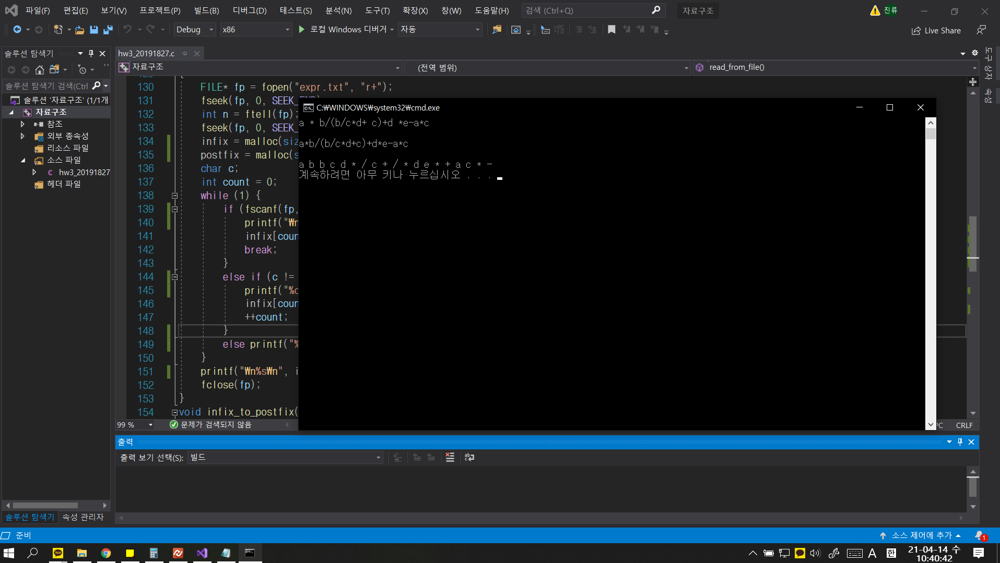 파일(F) 편집(E) 보기(V) 프로젝트(P) 빌드(B) 디버그(D) 테스트(S) 분석(N) 도구(T) 확장(X) 창(W) 도움말(H) 검색 (Ctrl+Q) 자료구조 진류
Debug x86 로컬 Windows 디버거 자동 Live Share
솔루션 탐색기
hw3_20191827.c
자료구조 (전역 범위) read_from_file()
솔루션 탐색기 검색(Ctrl
솔루션 '자료구조' (1/1개
자료구조
참조
외부 종속성
리소스 파일
소스 파일
hw3_20191827
헤더 파일
도구 상자
속성
130 FILE* fp = fopen("expr.txt", "r+");
131 fseek(fp, 0, SEEK_END)
132 int n = ftell(fp);
133 fseek(fp, 0, SEEK_
134 infix = malloc(siz
135 postfix = malloc(s
136 char c;
137 int count = 0;
138 while (1) {
139 if (fscanf(fp,
140 printf("₩n
141 infix[coun
142 break;
143 }
144 else if (c !=
145 printf("%c
146 infix[coun
147 ++count;
148 }
149 else printf("%
150 }
151 printf("₩n%s₩n", i
152 fclose(fp);
153 }
154 void infix_to_postfix(
C:₩WINDOWS₩system32₩cmd.exe
a * b/(b/c*d+ c)+d *e-a*c
a*b/(b/c*d+c)+d*e-a*c
a b b c d * / c + / * d e * + a c * -
계속하려면 아무 키나 누르십시오 . . .
99 % 문제가 검색되지 않음 PC CRLF
출력
출력 보기 선택(S): 빌드
솔루션 탐색기 속성 관리자
준비 소스 제어에 추가 1
TALK A 한 21-04-14 수
10:40:42